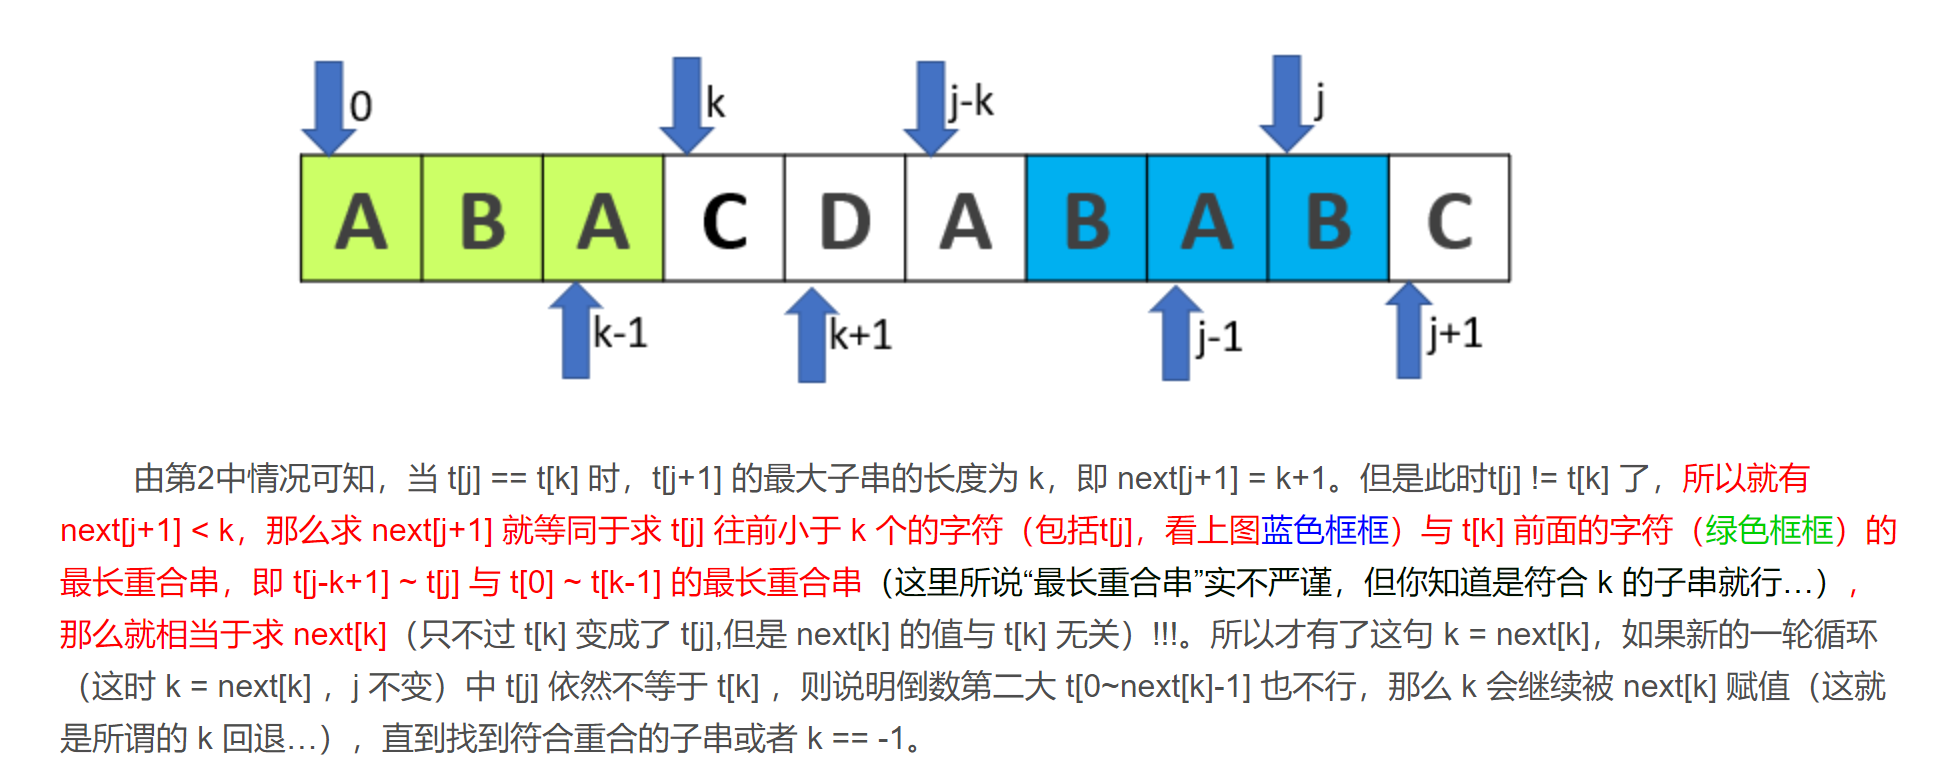 0 k j-k j
A B A C D A B A B C
k-1 k+1 j-1 j+1
由第2中情况可知，当 t[j] == t[k] 时，t[j+1] 的最大子串的长度为 k，即 next[j+1] = k+1。但是此时t[j] != t[k] 了，所以就有
next[j+1] < k，那么求 next[j+1] 就等同于求 t[j] 往前小于 k 个的字符（包括t[j]，看上图蓝色框框）与 t[k] 前面的字符（绿色框框）的
最长重合串，即 t[j-k+1] ~ t[j] 与 t[0] ~ t[k-1] 的最长重合串（这里所说“最长重合串”实不严谨，但你知道是符合 k 的子串就行…），
那么就相当于求 next[k]（只不过 t[k] 变成了 t[j],但是 next[k] 的值与 t[k] 无关）!!!。所以才有了这句 k = next[k]，如果新的一轮循环
（这时 k = next[k] ，j 不变）中 t[j] 依然不等于 t[k] ，则说明倒数第二大 t[0~next[k]-1] 也不行，那么 k 会继续被 next[k] 赋值（这就
是所谓的 k 回退…），直到找到符合重合的子串或者 k == -1。